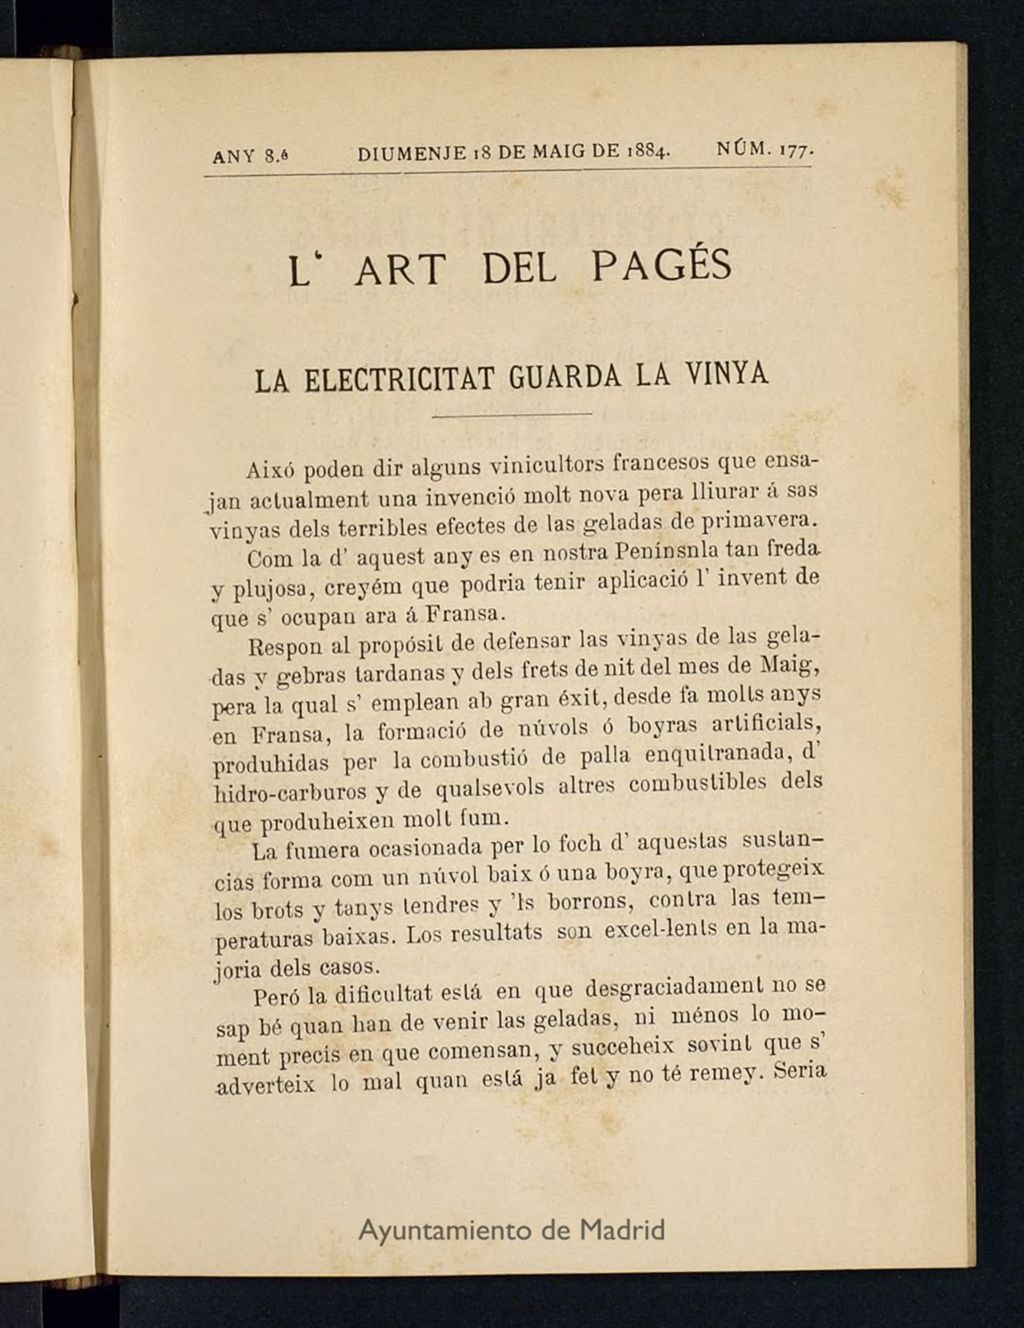 ANY 8.é DIUMENJE 18 DE MAIG DE 1884. NÚM. 177.
L‘ ART DEL PAGÉS
LA ELECTRICITAT GUARDA LA VINYA
Aixó poden dir alguns vinicultors francesos que ensa-
jan actualment una invenció molt nova pera lliurar á sas
vinyas dels terribles efectes de las geladas de primavera.
Com la d’ aquest any es en nostra Penínsnla tan freda
y plujosa, creyém que podria tenir aplicació l’ invent de
que s’ ocupan ara á Fransa.
Respon al propósit de defensar las vinyas de las gela-
das y gebras tardanas y dels frets de nit del mes de Maig,
pera la qual s’ emplean ab gran éxit, desde fa molts anys
en Fransa, la formació de núvols ó boyras artificials,
produhidas per la combustió de palla enquitranada, d’
hidro-carburos y de qualsevols altres combustibles dels
que produheixen molt fum.
La fumera ocasionada per lo foch d’ aquestas sustan-
cias forma com un núvol baix ó una boyra, que protegeix
los brots y tanys tendres y ’ls borrons, contra las tem-
peraturas baixas. Los resultats son excel-lents en la ma-
joria dels casos.
Peró la dificultat está en que desgraciadament no se
sap bé quan han de venir las geladas, ni ménos lo mo-
ment precís en que comensan, y succeheix sovint que s’
adverteix lo mal quan está ja fet y no té remey. Seria
Ayuntamiento de Madrid